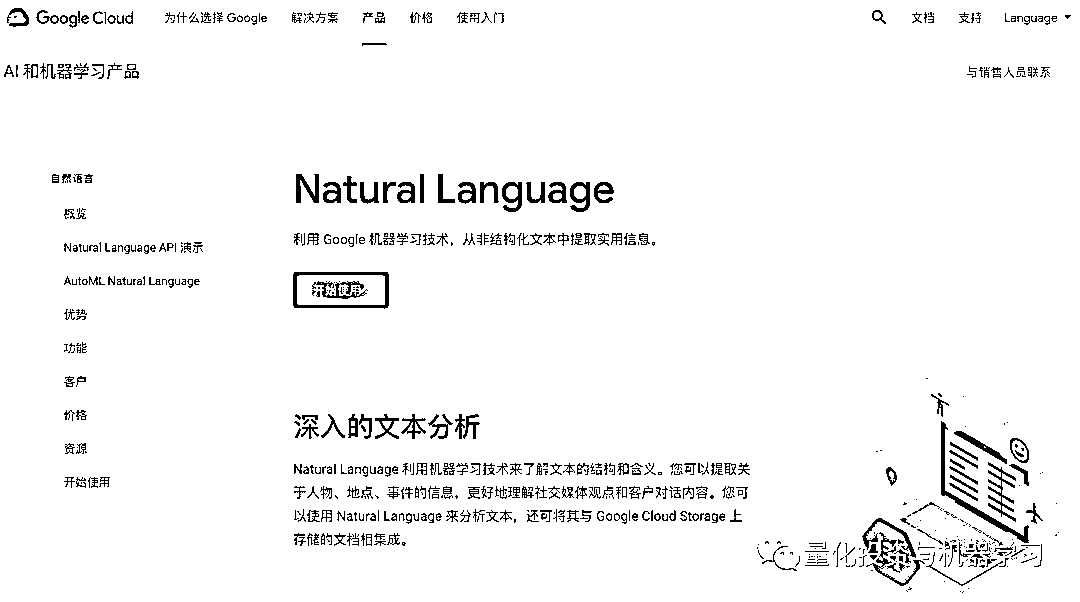 Google Cloud 为什么选择 Google 解决方案 产品 价格 使用入门 文档 支持 Language
AI 和机器学习产品 与销售人员联系
自然语言
概览
Natural Language API 演示
AutoML Natural Language
优势
功能
客户
价格
资源
开始使用
Natural Language
利用 Google 机器学习技术，从非结构化文本中提取实用信息。
开始使用
深入的文本分析
Natural Language 利用机器学习技术来了解文本的结构和含义。您可以提取关
于人物、地点、事件的信息，更好地理解社交媒体观点和客户对话内容。您可
以使用 Natural Language 来分析文本，还可将其与 Google Cloud Storage 上
存储的文档相集成。
量化投资与机器学习